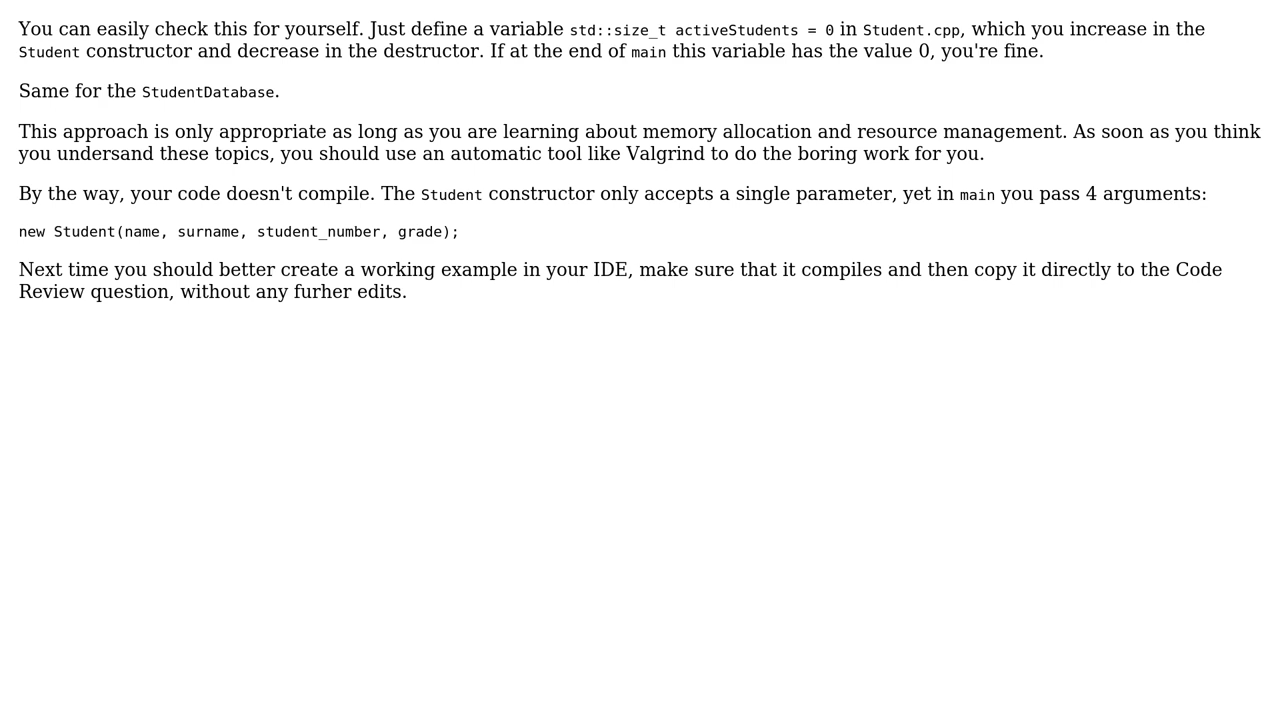 You can easily check this for yourself. Just define a variable std::size_t activeStudents = 0 in Student.cpp, which you increase in the
Student constructor and decrease in the destructor. If at the end of main this variable has the value 0, you're fine.
Same for the StudentDatabase.
This approach is only appropriate as long as you are learning about memory allocation and resource management. As soon as you think
you undersand these topics, you should use an automatic tool like Valgrind to do the boring work for you.
By the way, your code doesn't compile. The Student constructor only accepts a single parameter, yet in main you pass 4 arguments:
new Student(name, surname, student_number, grade);
Next time you should better create a working example in your IDE, make sure that it compiles and then copy it directly to the Code
Review question, without any furher edits.